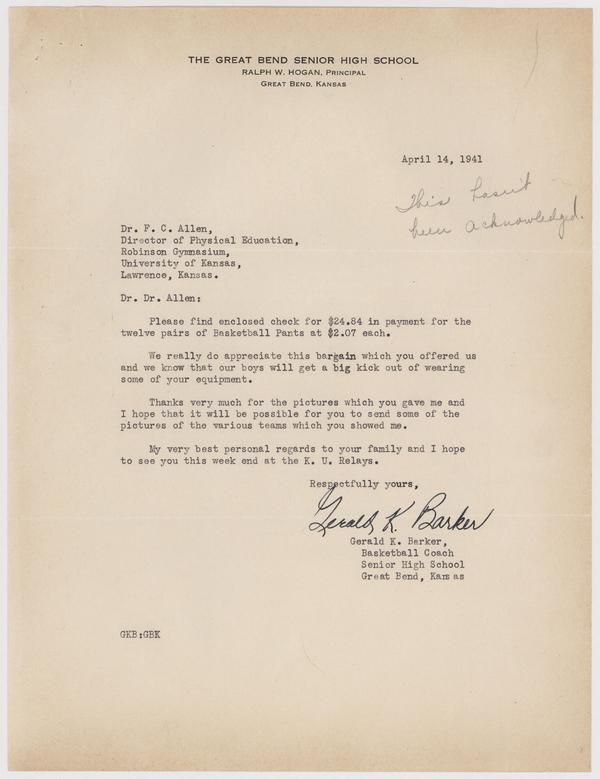 THE GREAT BEND SENIOR HIGH SCHOOL
RALPH W. HOGAN, PRINCIPAL
GREAT BEND, KANSAS
April 14, 1941
This hasn't
been acknowledged.
Dr. F. C. Allen,
Director of Physical Education,
Robinson Gymnasium,
University of Kansas,
Lawrence, Kansas.
Dr. Dr. Allen:
Please find enclosed check for $24.84 in payment for the
twelve pairs of Basketball Pants at $2.07 each.
We really do appreciate this bargain which you offered us
and we know that our boys will get a big kick out of wearing
some of your equipment.
Thanks very much for the pictures which you gave me and
I hope that it will be possible for you to send some of the
pictures of the various teams which you showed me.
My very best personal regards to your family and I hope
to see you this week end at the K. U. Relays.
Respectfully yours,
Gerald K. Barker
Gerald K. Barker,
Basketball Coach
Senior High School
Great Bend, Kansas
GKB:GBK